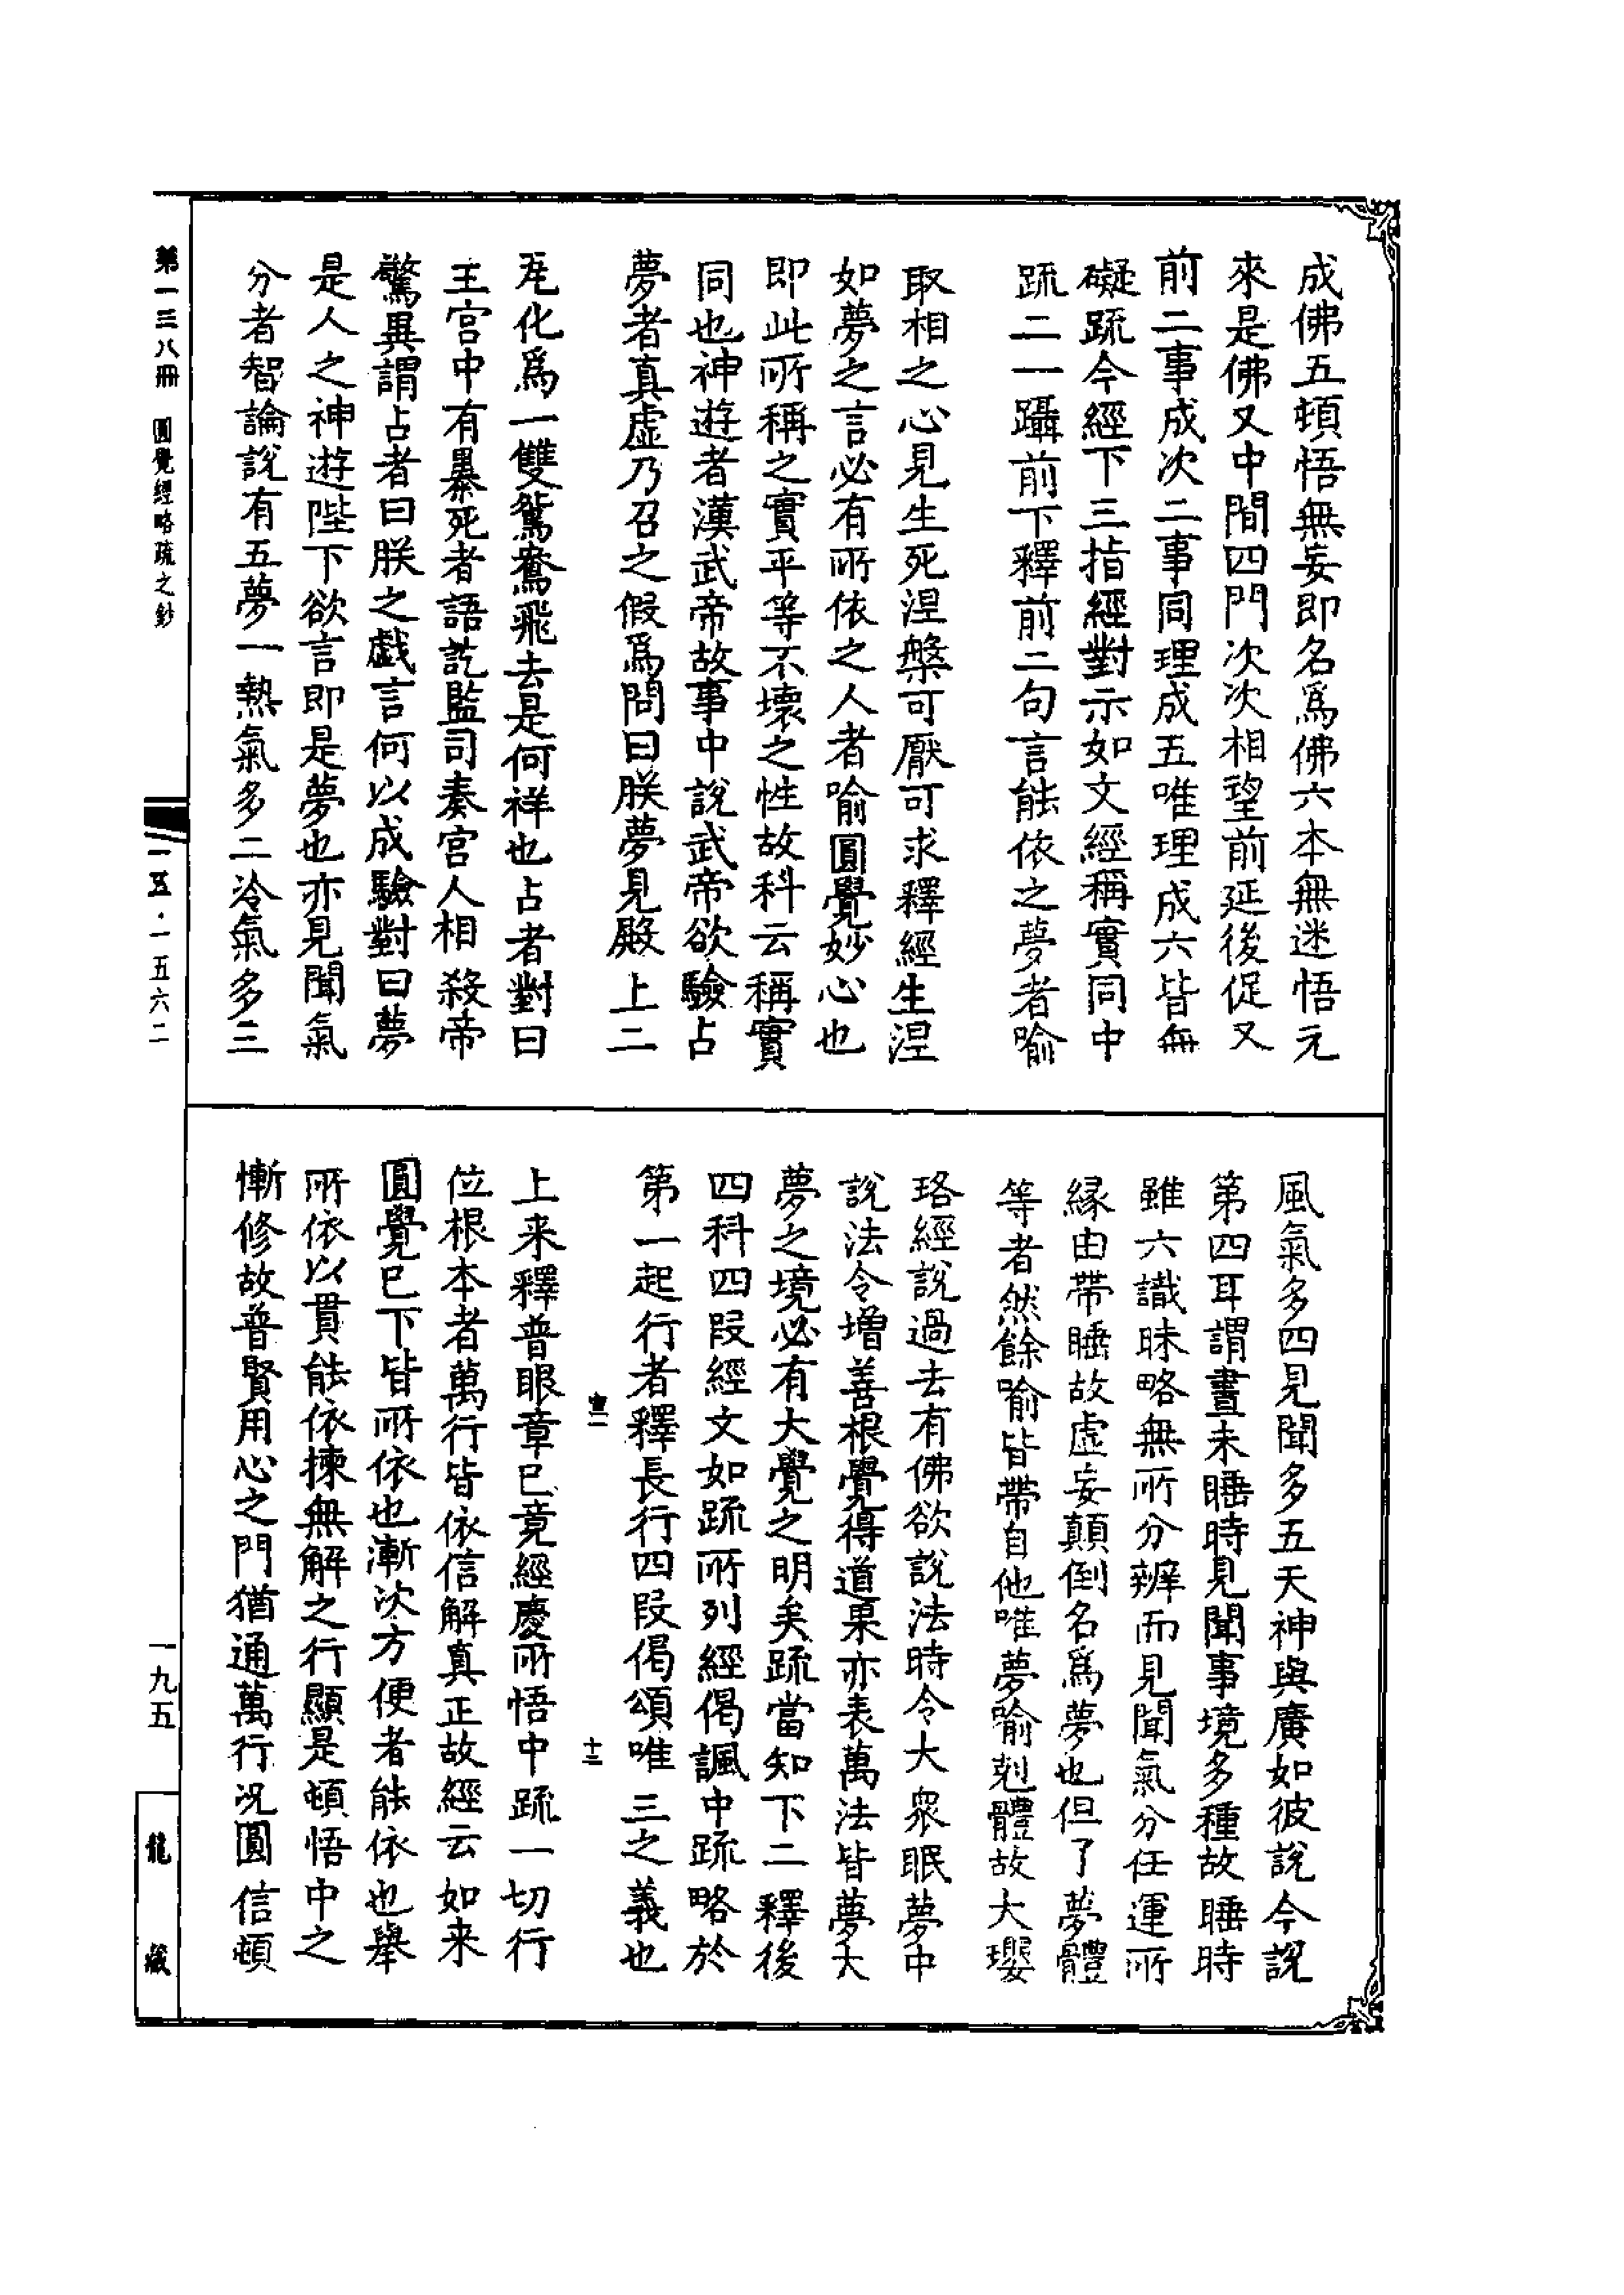 成佛五頓悟無妄即名爲佛六本無迷悟元
來是佛又中間四門次次相望前延後促又
前二事成次二事同理成五唯理成六皆無
礙䟽今經下三指經對示如文經稱實同中
䟽二一躡前下釋前二句言能依之夢者喻
取相之心見生死涅槃可厭可求釋經生涅
如夢之言必有所依之人者喻圓覺妙心也
即此所稱之實平等不壞之性故科云稱實
同也神遊者漢武帝故事中說武帝欲驗占
夢者真虛乃召之假爲問曰朕夢見殿上二
瓦化爲一雙鴛鴦飛去是何祥也占者對曰
王宮中有暴死者語訖監司奏宮人相殺帝
驚異謂占者曰朕之戲言何以成驗對曰夢
是人之神遊陛下欲言即是夢也亦見聞氣
分者智論說有五夢一熱氣多二冷氣多三
風氣多四見聞多五天神與廣如彼說今說
第四耳謂晝未睡時見聞事境多種故睡時
雖六識昧略無所分辨而見聞氣分任運所
緣由帶睡故虛妄顛倒名爲夢也但了夢體
等者然餘喻皆帶自他唯夢喻剋體故大瓔
珞經說過去有佛欲說法時令大衆眠夢中
說法令增善根覺得道果亦表萬法皆夢大
夢之境必有大覺之明矣䟽當知下二釋後
四科四段經文如䟽所列經偈諷中䟽略於
第一起行者釋長行四段偈頌唯三之義也
上来釋普眼章已竟經慶所悟中䟽一切行
位根本者萬行皆依信解真正故經云如来
圓覺已下皆所依也漸次方便者能依也舉
所依以貫能依揀無解之行顯是頓悟中之
慚修故普賢用心之門猶通萬行况圓信頓
十二
第一三八冊 圓覺經略疏之鈔
一五·一五六二
一九五
龍藏